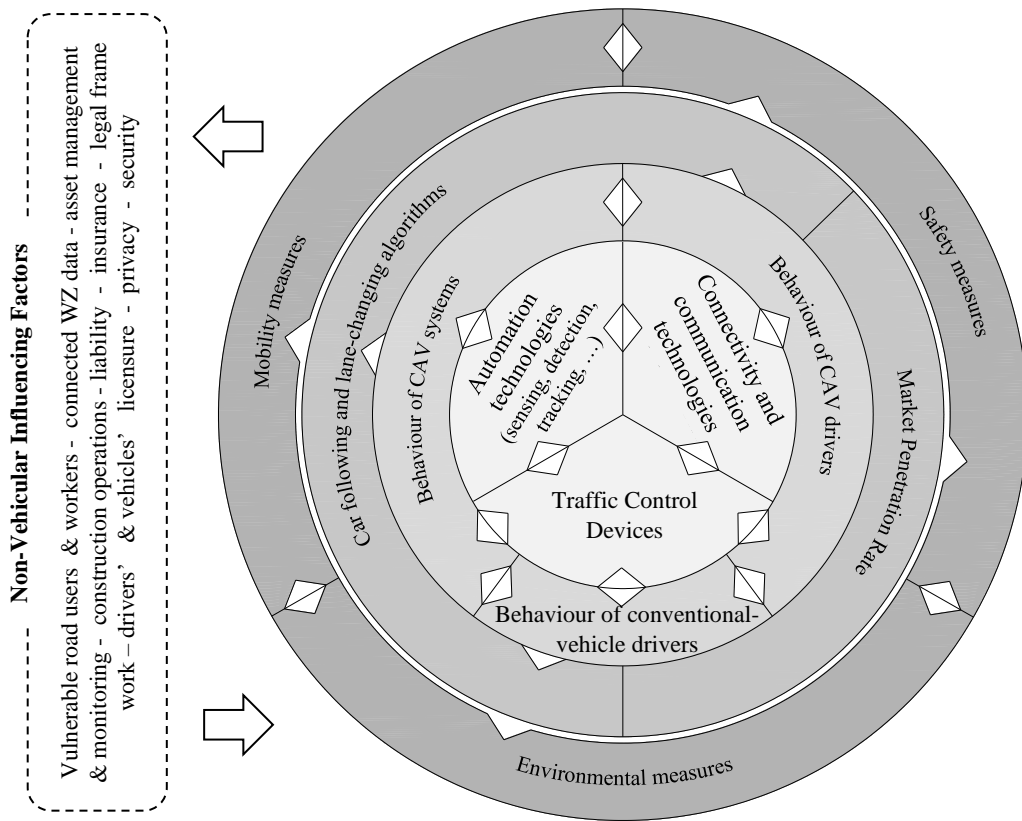 Non-Vehicular Influencing Factors
Vulnerable road users & workers - connected WZ data - asset management
& monitoring - construction operations - liability - insurance - legal frame
work – drivers’ & vehicles’ licensure - privacy - security
Mobility measures
Safety measures
Environmental measures
Car following and lane-changing algorithms
Market Penetration Rate
Behaviour of CAV systems
Behaviour of CAV drivers
Behaviour of conventional-
vehicle drivers
Automation
technologies
(sensing, detection,
tracking, …)
Connectivity and
communication
technologies
Traffic Control
Devices